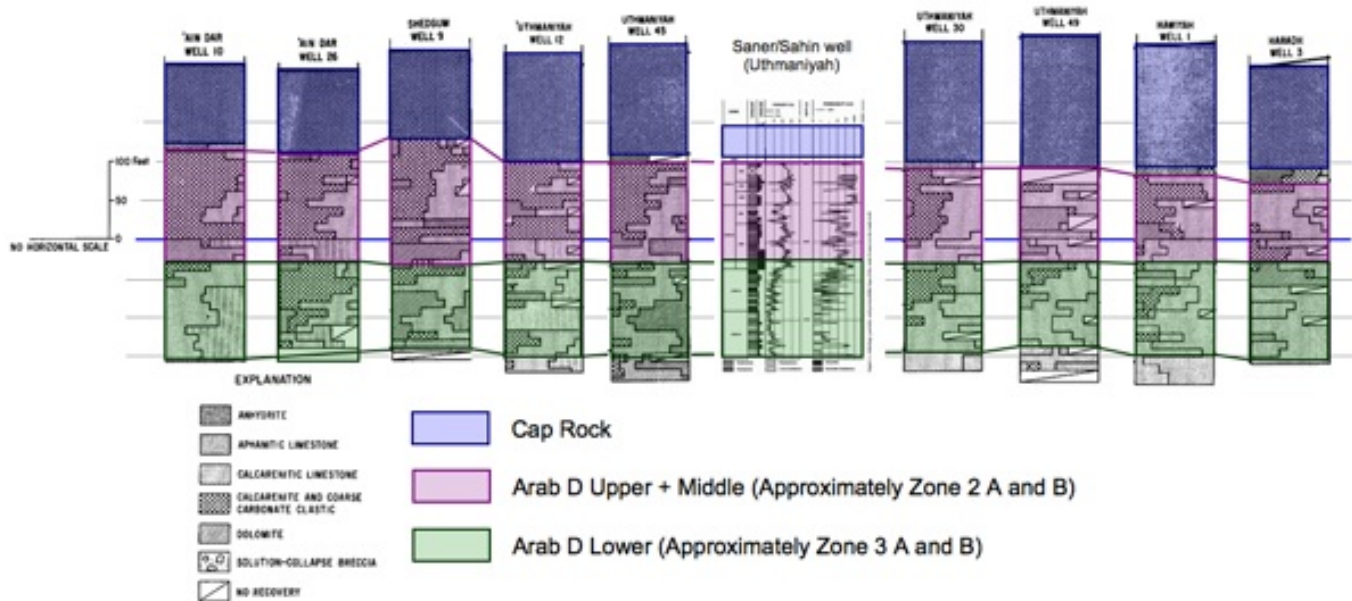 'AIN DAR
WELL 10
'AIN DAR
WELL 26
SHEDGUM
WELL 9
'UTHMANIYAH
WELL 12
UTHMANIYAH
WELL 45
Saner/Sahin well
(Uthmaniyah)
UTHMANIYAH
WELL 30
UTHMANIYAH
WELL 49
HAWIYAH
WELL 1
HARADH
WELL 3
100 Feet
50
0
NO HORIZONTAL SCALE
EXPLANATION
ANHYDRITE
APHANITIC LIMESTONE
CALCARENITIC LIMESTONE
CALCARENITE AND COARSE
CARBONATE CLASTIC
DOLOMITE
SOLUTION-COLLAPSE BRECCIA
NO RECOVERY
Cap Rock
Arab D Upper + Middle (Approximately Zone 2 A and B)
Arab D Lower (Approximately Zone 3 A and B)